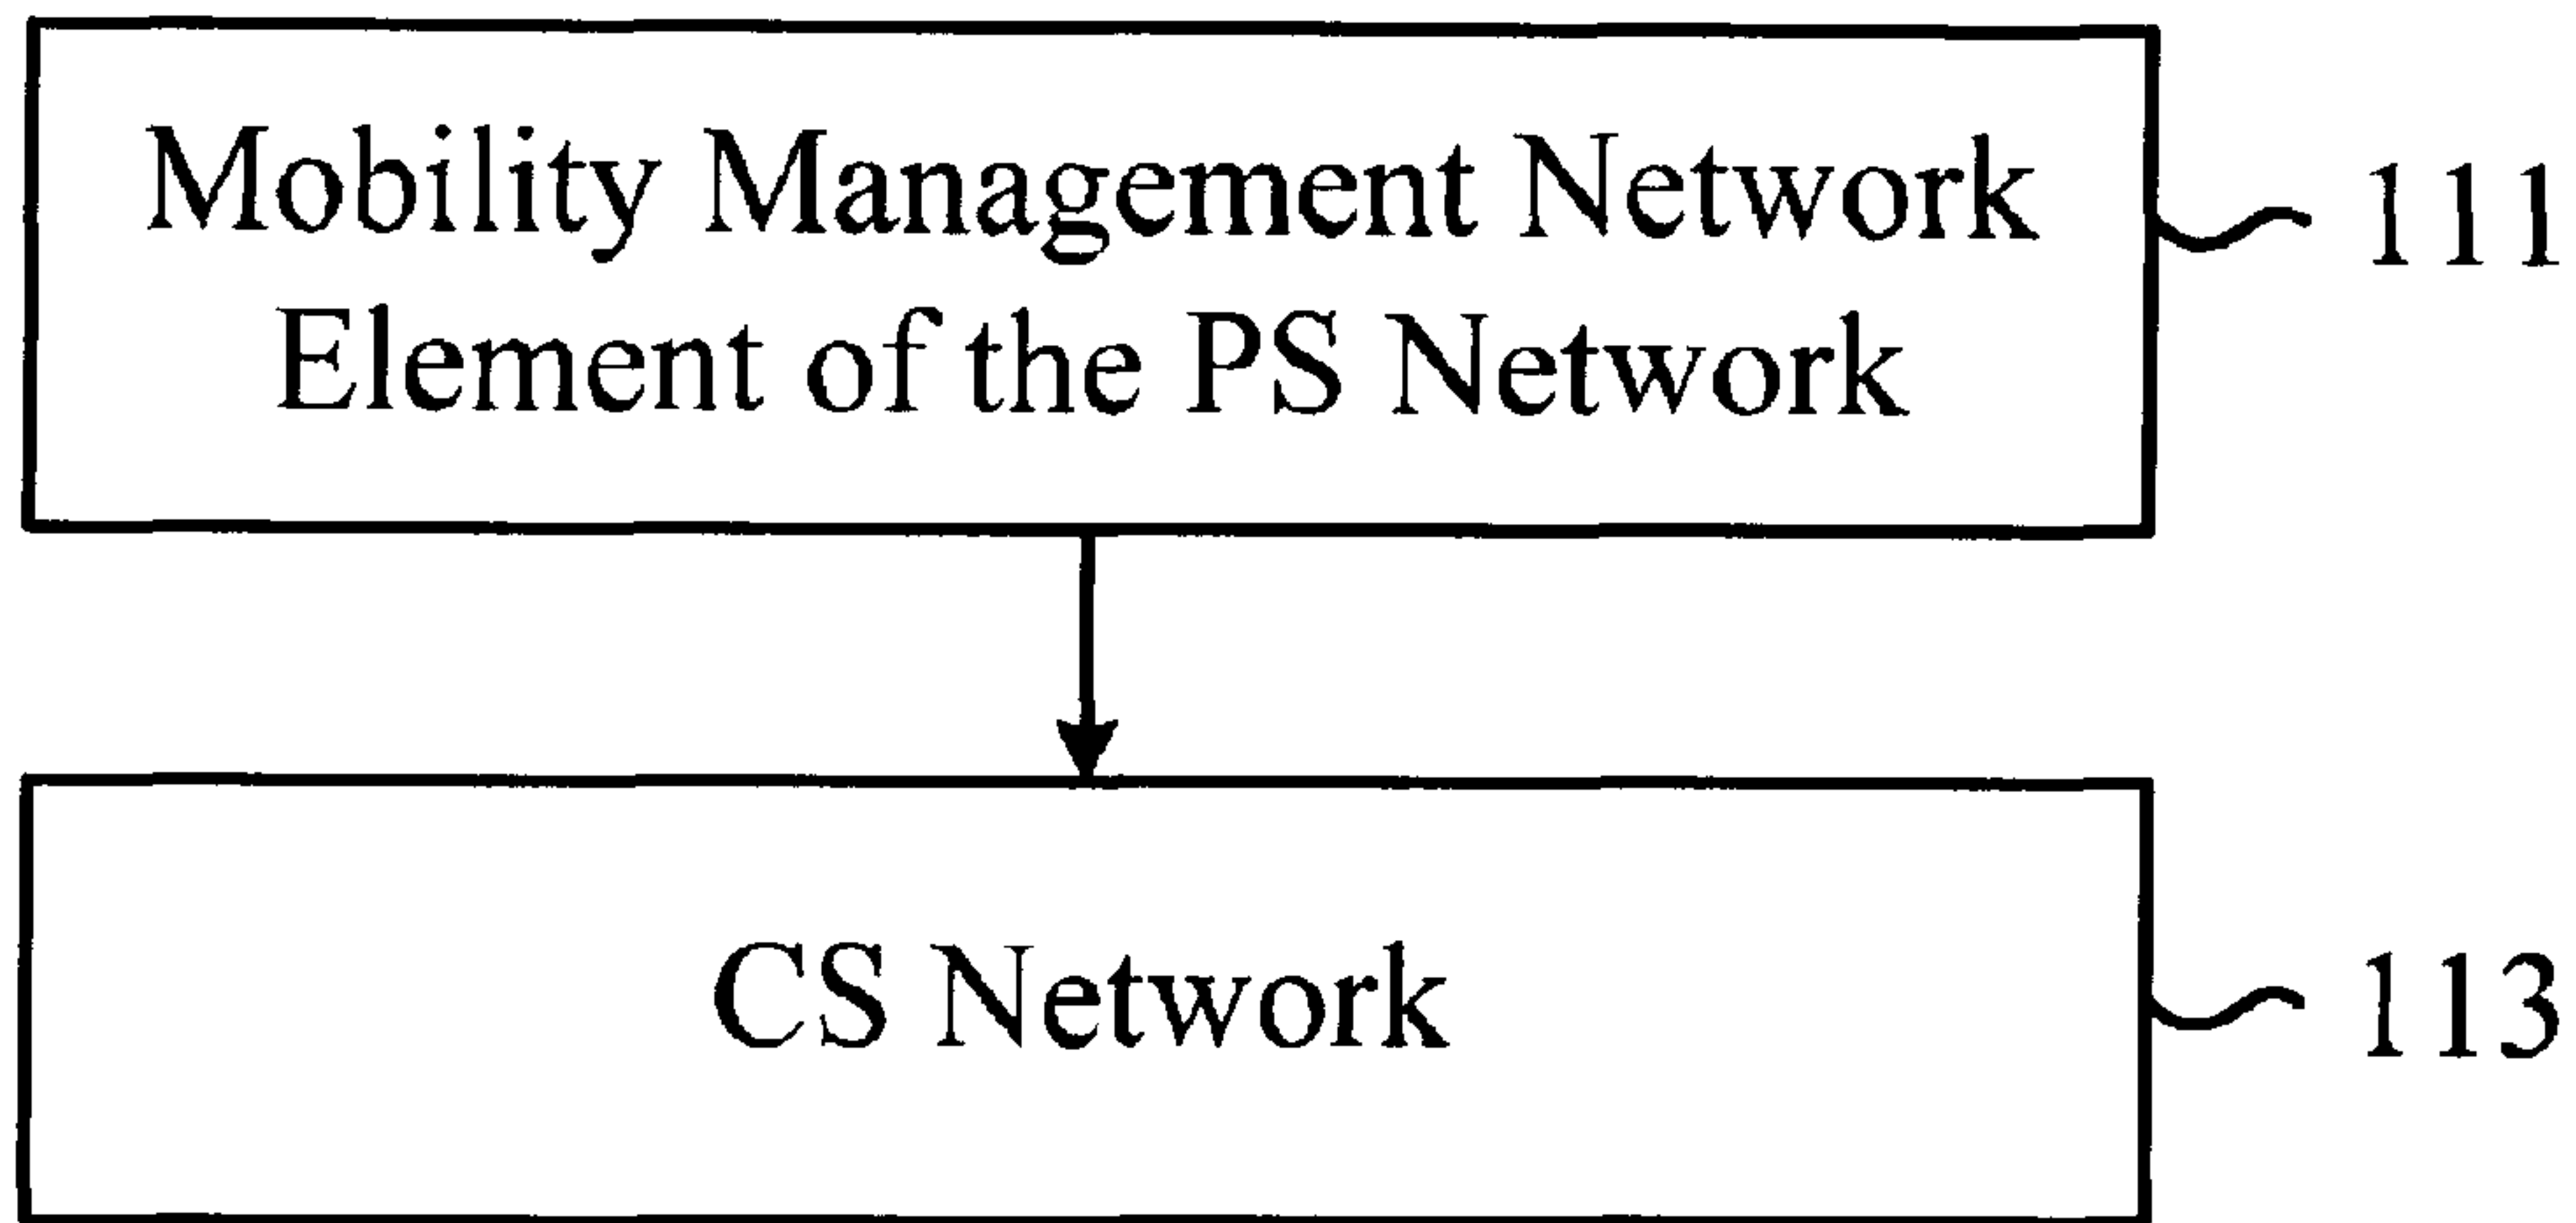 Mobility Management Network
Element of the PS Network
111
CS Network
113